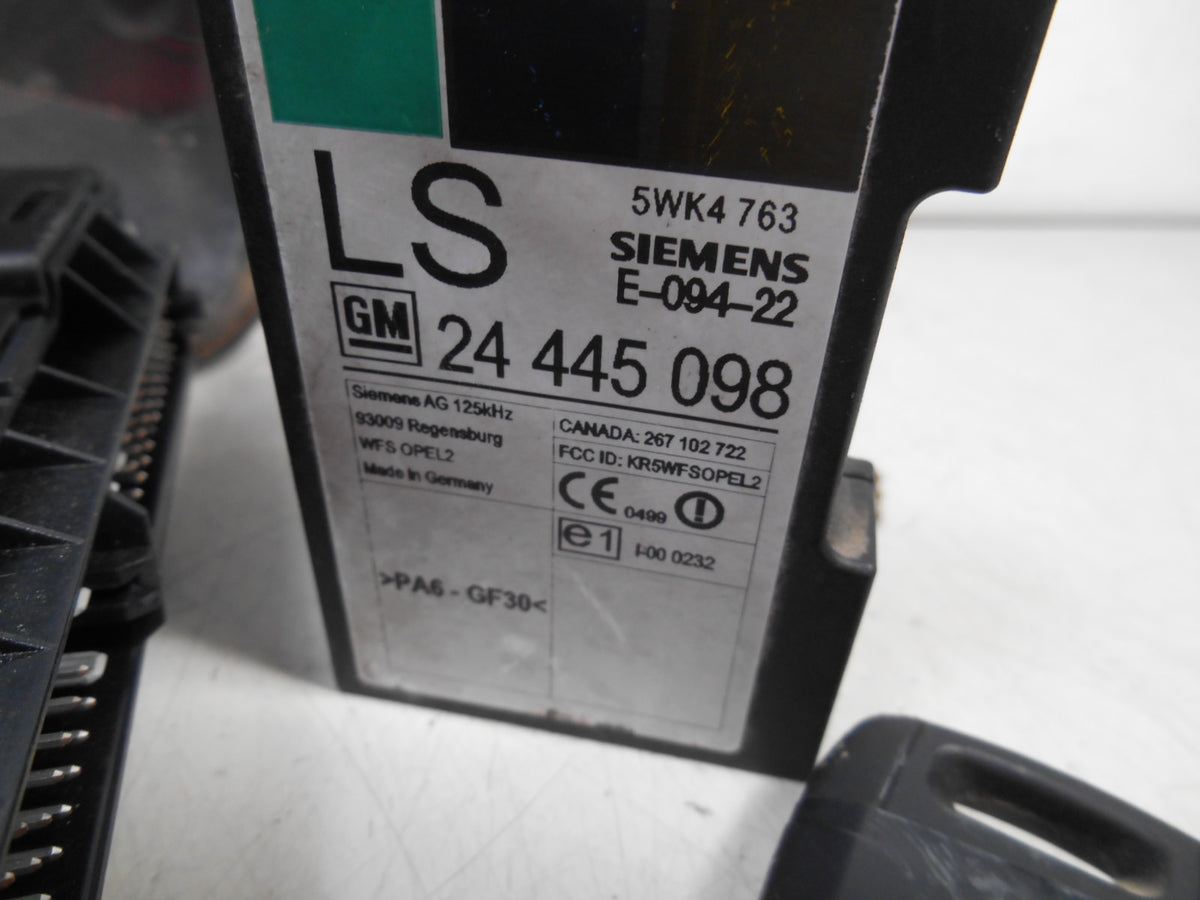 LS
5WK4 763
SIEMENS
E-094-22
GM 24 445 098
Siemens AG 125kHz
93009 Regensburg
WFS OPEL2
Made in Germany
CANADA: 267 102 722
FCC ID: KR5WFSOPEL2
CE 0499 !
e1 I-00 0232
>PA6 - GF30<